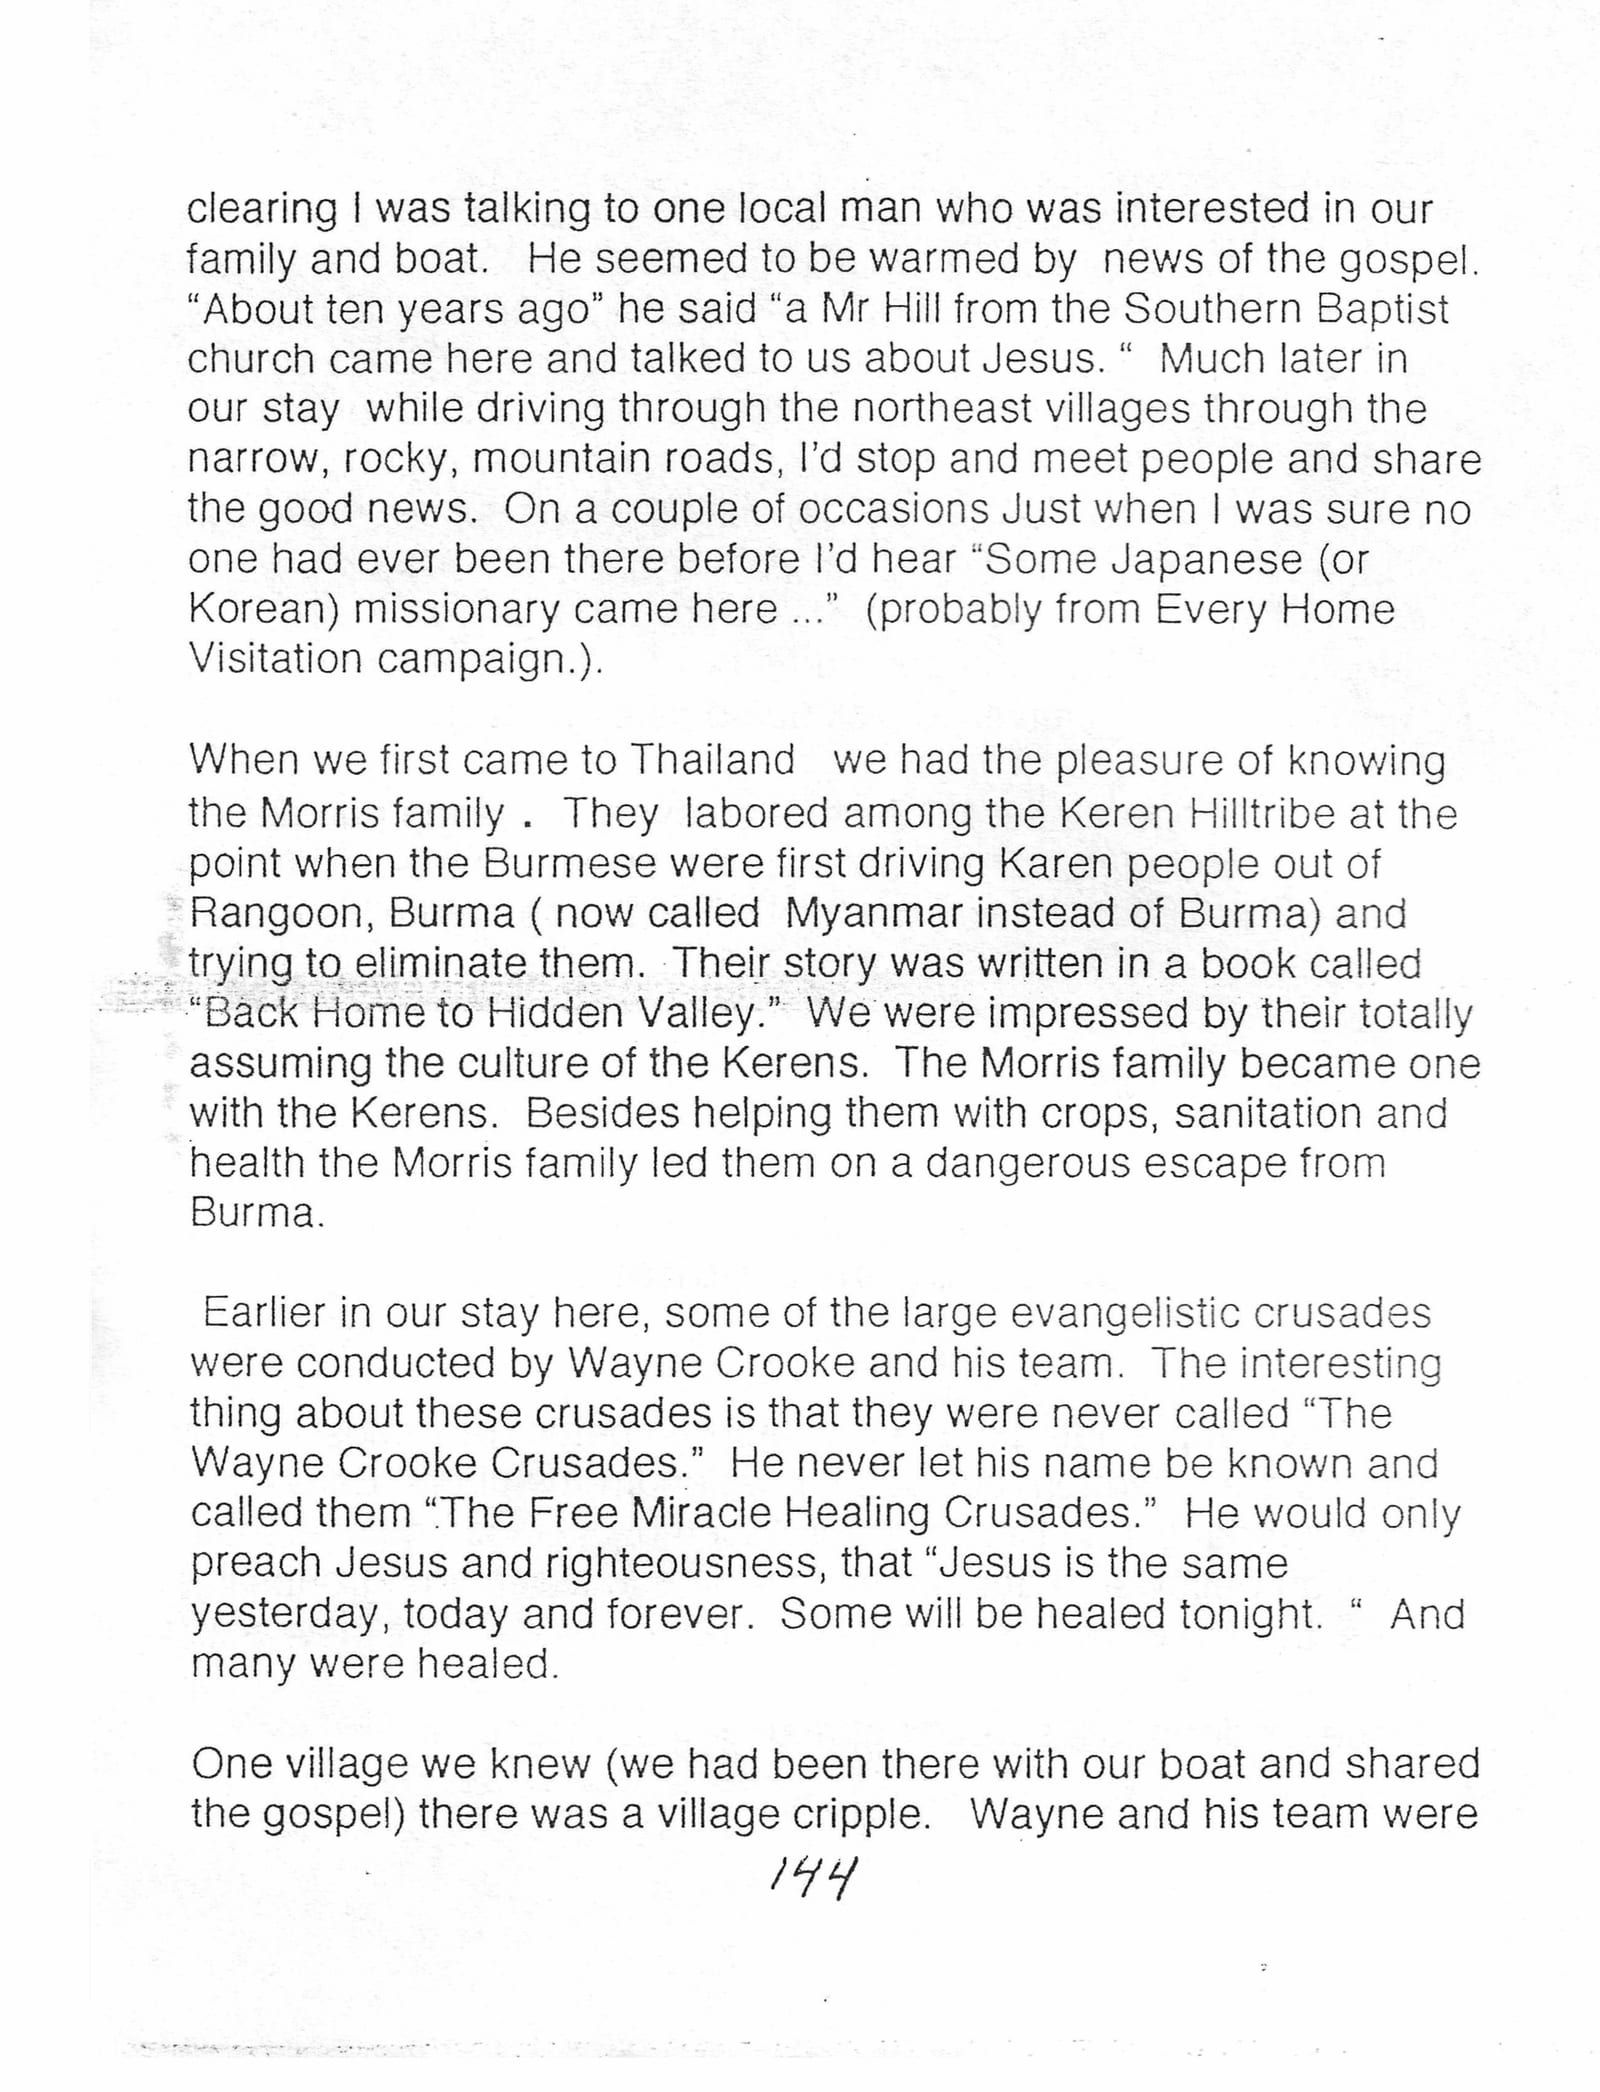 clearing I was talking to one local man who was interested in our
family and boat.   He seemed to be warmed by  news of the gospel.
“About ten years ago” he said “a Mr Hill from the Southern Baptist
church came here and talked to us about Jesus. “  Much later in
our stay  while driving through the northeast villages through the
narrow, rocky, mountain roads, I’d stop and meet people and share
the good news.  On a couple of occasions Just when I was sure no
one had ever been there before I’d hear “Some Japanese (or
Korean) missionary came here ...”  (probably from Every Home
Visitation campaign.).

When we first came to Thailand   we had the pleasure of knowing
the Morris family .  They  labored among the Keren Hilltribe at the
point when the Burmese were first driving Karen people out of
Rangoon, Burma ( now called  Myanmar instead of Burma) and
trying to eliminate them.  Their story was written in a book called
“Back Home to Hidden Valley.”  We were impressed by their totally
assuming the culture of the Kerens.  The Morris family became one
with the Kerens.  Besides helping them with crops, sanitation and
health the Morris family led them on a dangerous escape from
Burma.

Earlier in our stay here, some of the large evangelistic crusades
were conducted by Wayne Crooke and his team.  The interesting
thing about these crusades is that they were never called “The
Wayne Crooke Crusades.”  He never let his name be known and
called them “.The Free Miracle Healing Crusades.”  He would only
preach Jesus and righteousness, that “Jesus is the same
yesterday, today and forever.  Some will be healed tonight.  “  And
many were healed.

One village we knew (we had been there with our boat and shared
the gospel) there was a village cripple.   Wayne and his team were
144